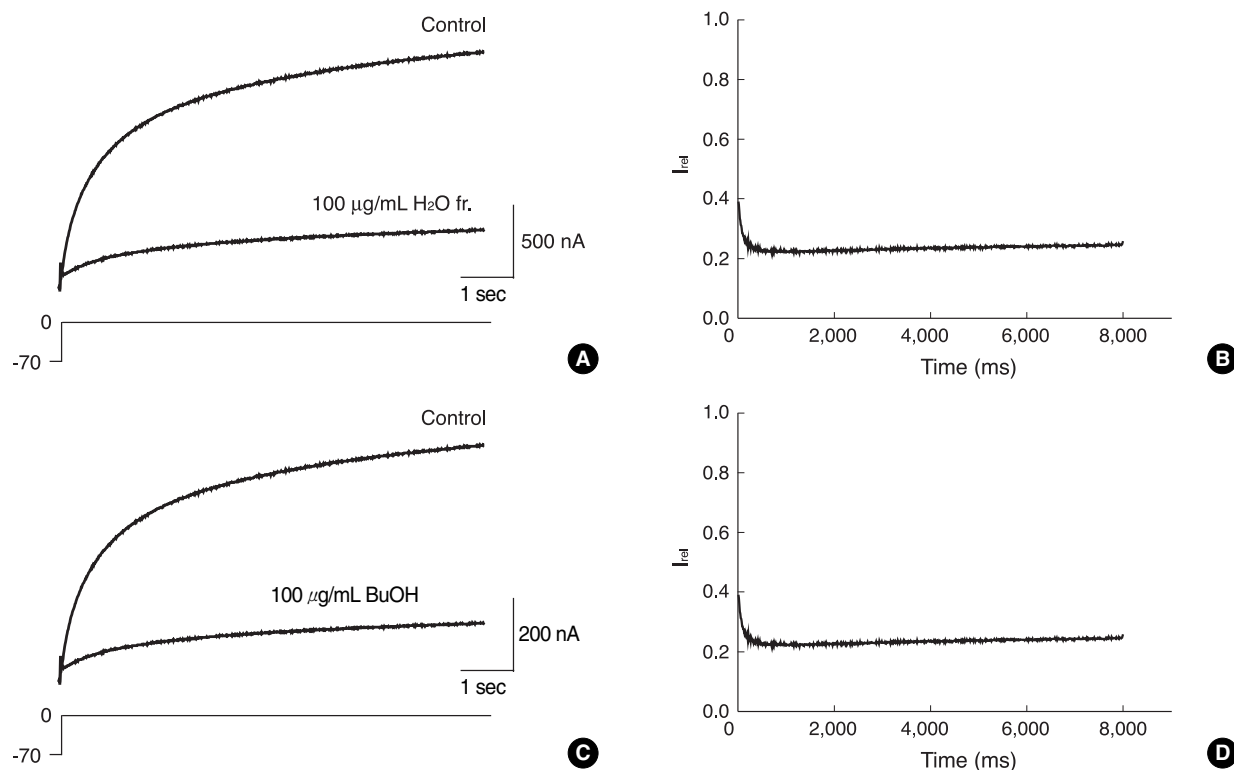 Control
100 µg/mL H₂O fr.
500 nA
1 sec
0
-70
A
1.0
0.8
0.6
0.4
0.2
0.0
Irel
0
2,000
4,000
6,000
8,000
Time (ms)
B
Control
100 µg/mL BuOH
200 nA
1 sec
0
-70
C
1.0
0.8
0.6
0.4
0.2
0.0
Irel
0
2,000
4,000
6,000
8,000
Time (ms)
D